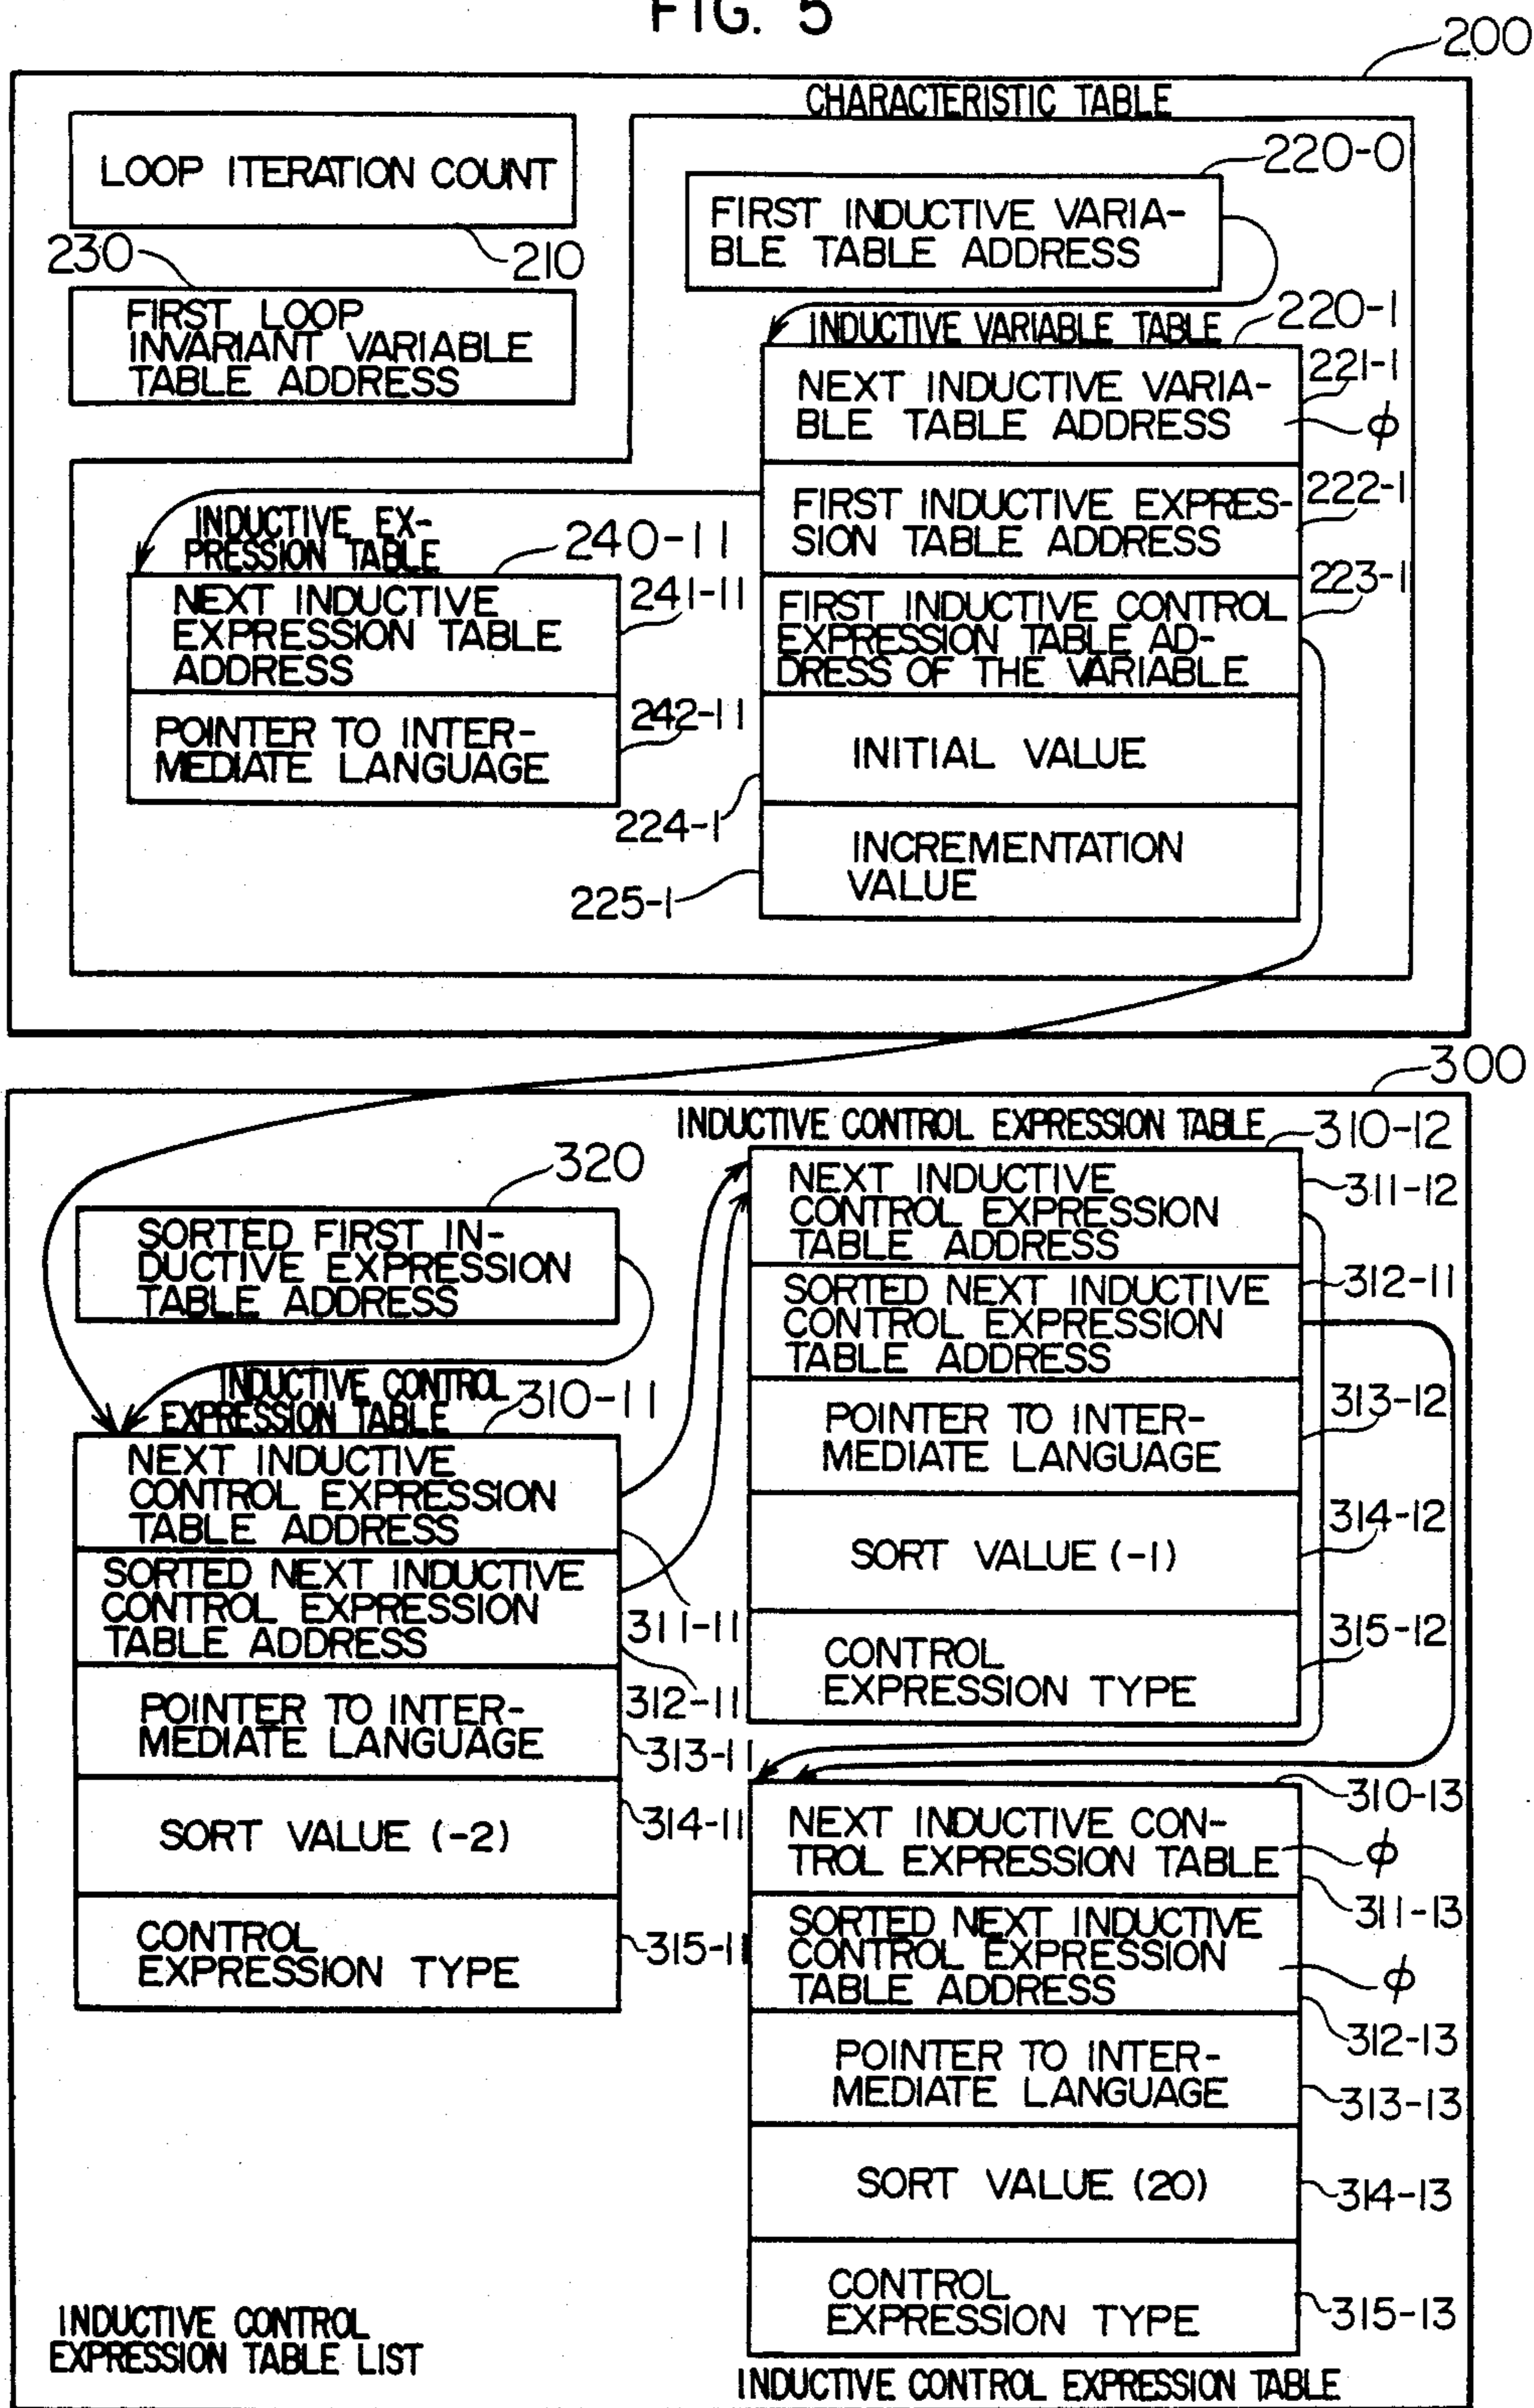 FIG. 5
200
CHARACTERISTIC TABLE
LOOP ITERATION COUNT
210
230
FIRST LOOP
INVARIANT VARIABLE
TABLE ADDRESS
220-0
FIRST INDUCTIVE VARIA-
BLE TABLE ADDRESS
INDUCTIVE VARIABLE TABLE
220-1
NEXT INDUCTIVE VARIA-
BLE TABLE ADDRESS
221-1
ϕ
FIRST INDUCTIVE EXPRES-
SION TABLE ADDRESS
222-1
FIRST INDUCTIVE CONTROL
EXPRESSION TABLE AD-
DRESS OF THE VARIABLE
223-1
INITIAL VALUE
224-1
INCREMENTATION
VALUE
225-1
INDUCTIVE EX-
PRESSION TABLE
240-11
NEXT INDUCTIVE
EXPRESSION TABLE
ADDRESS
241-11
POINTER TO INTER-
MEDIATE LANGUAGE
242-11
300
320
SORTED FIRST IN-
DUCTIVE EXPRESSION
TABLE ADDRESS
INDUCTIVE CONTROL
EXPRESSION TABLE
310-11
NEXT INDUCTIVE
CONTROL EXPRESSION
TABLE ADDRESS
311-11
SORTED NEXT INDUCTIVE
CONTROL EXPRESSION
TABLE ADDRESS
312-11
POINTER TO INTER-
MEDIATE LANGUAGE
313-11
SORT VALUE (-2)
314-11
CONTROL
EXPRESSION TYPE
315-11
INDUCTIVE CONTROL EXPRESSION TABLE
310-12
NEXT INDUCTIVE
CONTROL EXPRESSION
TABLE ADDRESS
311-12
SORTED NEXT INDUCTIVE
CONTROL EXPRESSION
TABLE ADDRESS
312-11
POINTER TO INTER-
MEDIATE LANGUAGE
313-12
SORT VALUE (-1)
314-12
CONTROL
EXPRESSION TYPE
315-12
310-13
NEXT INDUCTIVE CON-
TROL EXPRESSION TABLE
ϕ
311-13
SORTED NEXT INDUCTIVE
CONTROL EXPRESSION
TABLE ADDRESS
ϕ
312-13
POINTER TO INTER-
MEDIATE LANGUAGE
313-13
SORT VALUE (20)
314-13
CONTROL
EXPRESSION TYPE
315-13
INDUCTIVE CONTROL EXPRESSION TABLE
INDUCTIVE CONTROL
EXPRESSION TABLE LIST